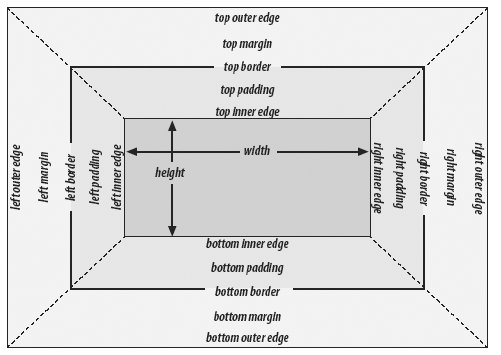 top outer edge
top margin
top border
top padding
top inner edge
width
height
left outer edge
left margin
left border
left padding
left inner edge
right inner edge
right padding
right border
right margin
right outer edge
bottom inner edge
bottom padding
bottom border
bottom margin
bottom outer edge